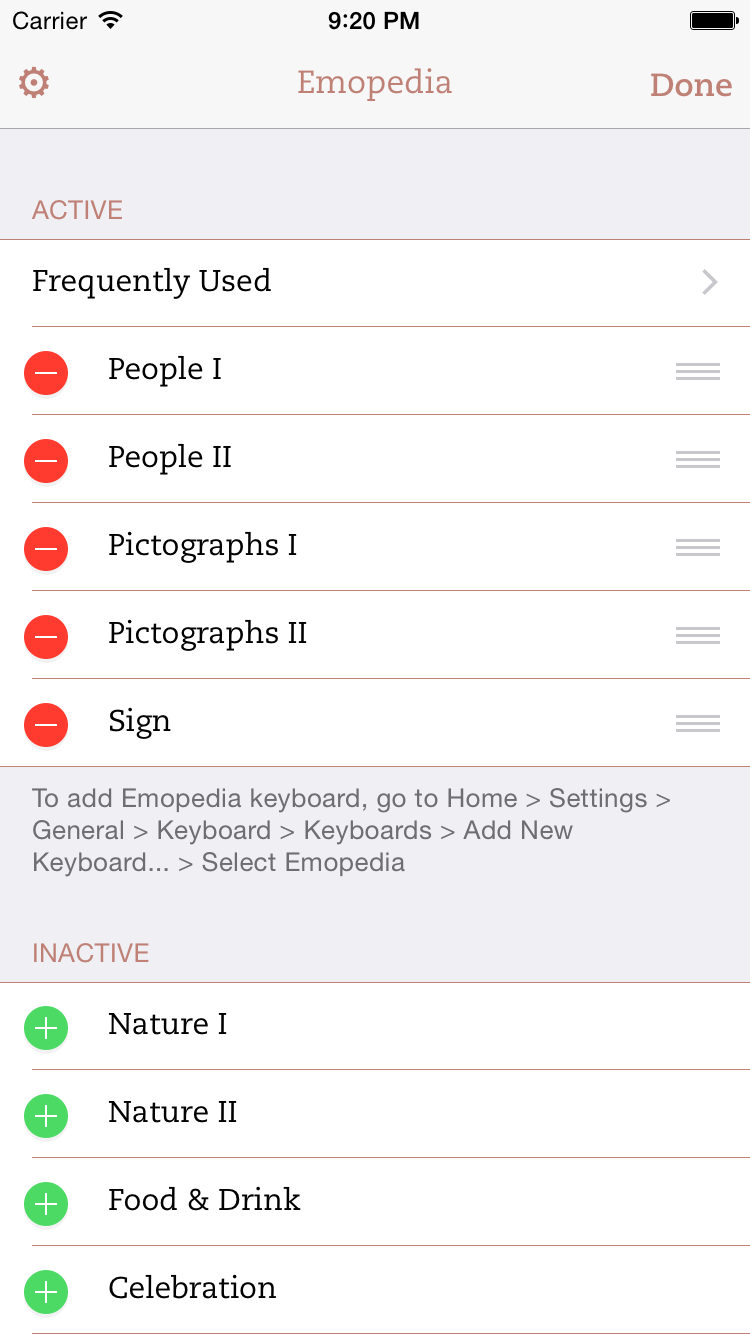 Carrier 9:20 PM
Emopedia Done
ACTIVE
Frequently Used
People I
People II
Pictographs I
Pictographs II
Sign
To add Emopedia keyboard, go to Home > Settings >
General > Keyboard > Keyboards > Add New
Keyboard... > Select Emopedia
INACTIVE
Nature I
Nature II
Food & Drink
Celebration